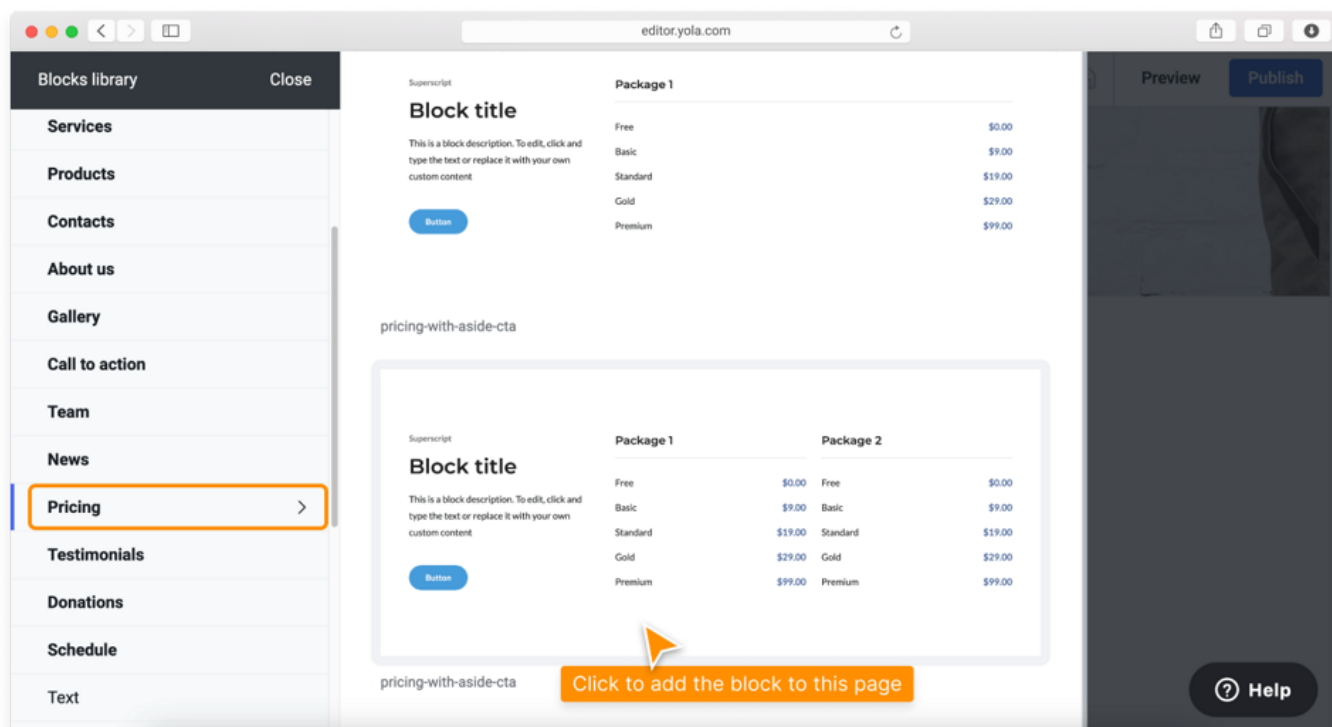 editor.yola.com
Blocks library Close
Preview Publish
Services
Products
Contacts
About us
Gallery
Call to action
Team
News
Pricing
Testimonials
Donations
Schedule
Text
Superscript
Block title
This is a block description. To edit, click and
type the text or replace it with your own
custom content
Button
Package 1
Free $0.00
Basic $9.00
Standard $19.00
Gold $29.00
Premium $99.00
pricing-with-aside-cta
Superscript
Block title
This is a block description. To edit, click and
type the text or replace it with your own
custom content
Button
Package 1 Package 2
Free $0.00 Free $0.00
Basic $9.00 Basic $9.00
Standard $19.00 Standard $19.00
Gold $29.00 Gold $29.00
Premium $99.00 Premium $99.00
pricing-with-aside-cta
Click to add the block to this page
Help